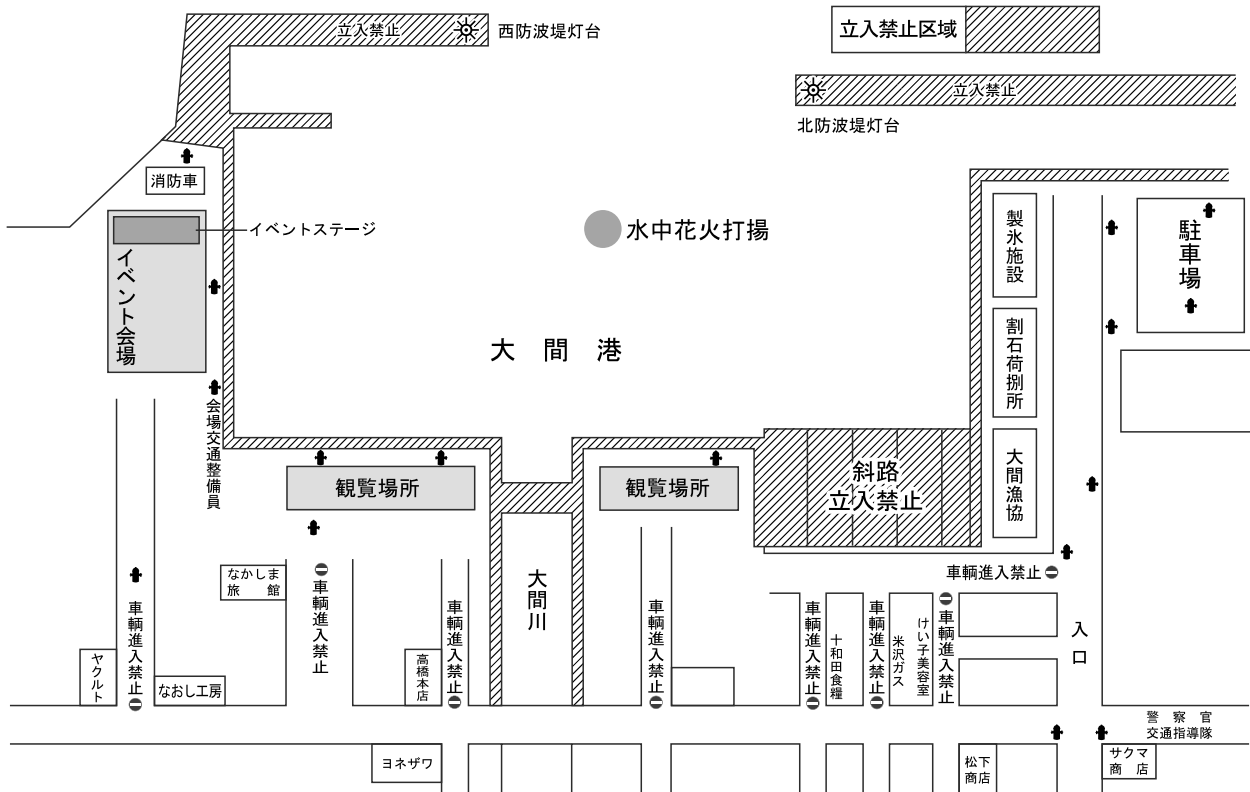 立入禁止
西防波堤灯台
立入禁止区域
立入禁止
北防波堤灯台
消防車
イベントステージ
イベント会場
水中花火打場
大間港
製氷施設
駐車場
割石荷捌所
大間漁協
会場交通整備員
観覧場所
観覧場所
斜路
立入禁止
大間川
車輌進入禁止
なかしま
旅館
車輌進入禁止
車輌進入禁止
車輌進入禁止
車輌進入禁止
車輌進入禁止
車輌進入禁止
車輌進入禁止
入口
ヤクルト
なおし工房
高橋本店
十和田食糧
米沢ガス
けい子美容室
警察官
交通指導隊
ヨネザワ
松下
商店
サクマ
商店